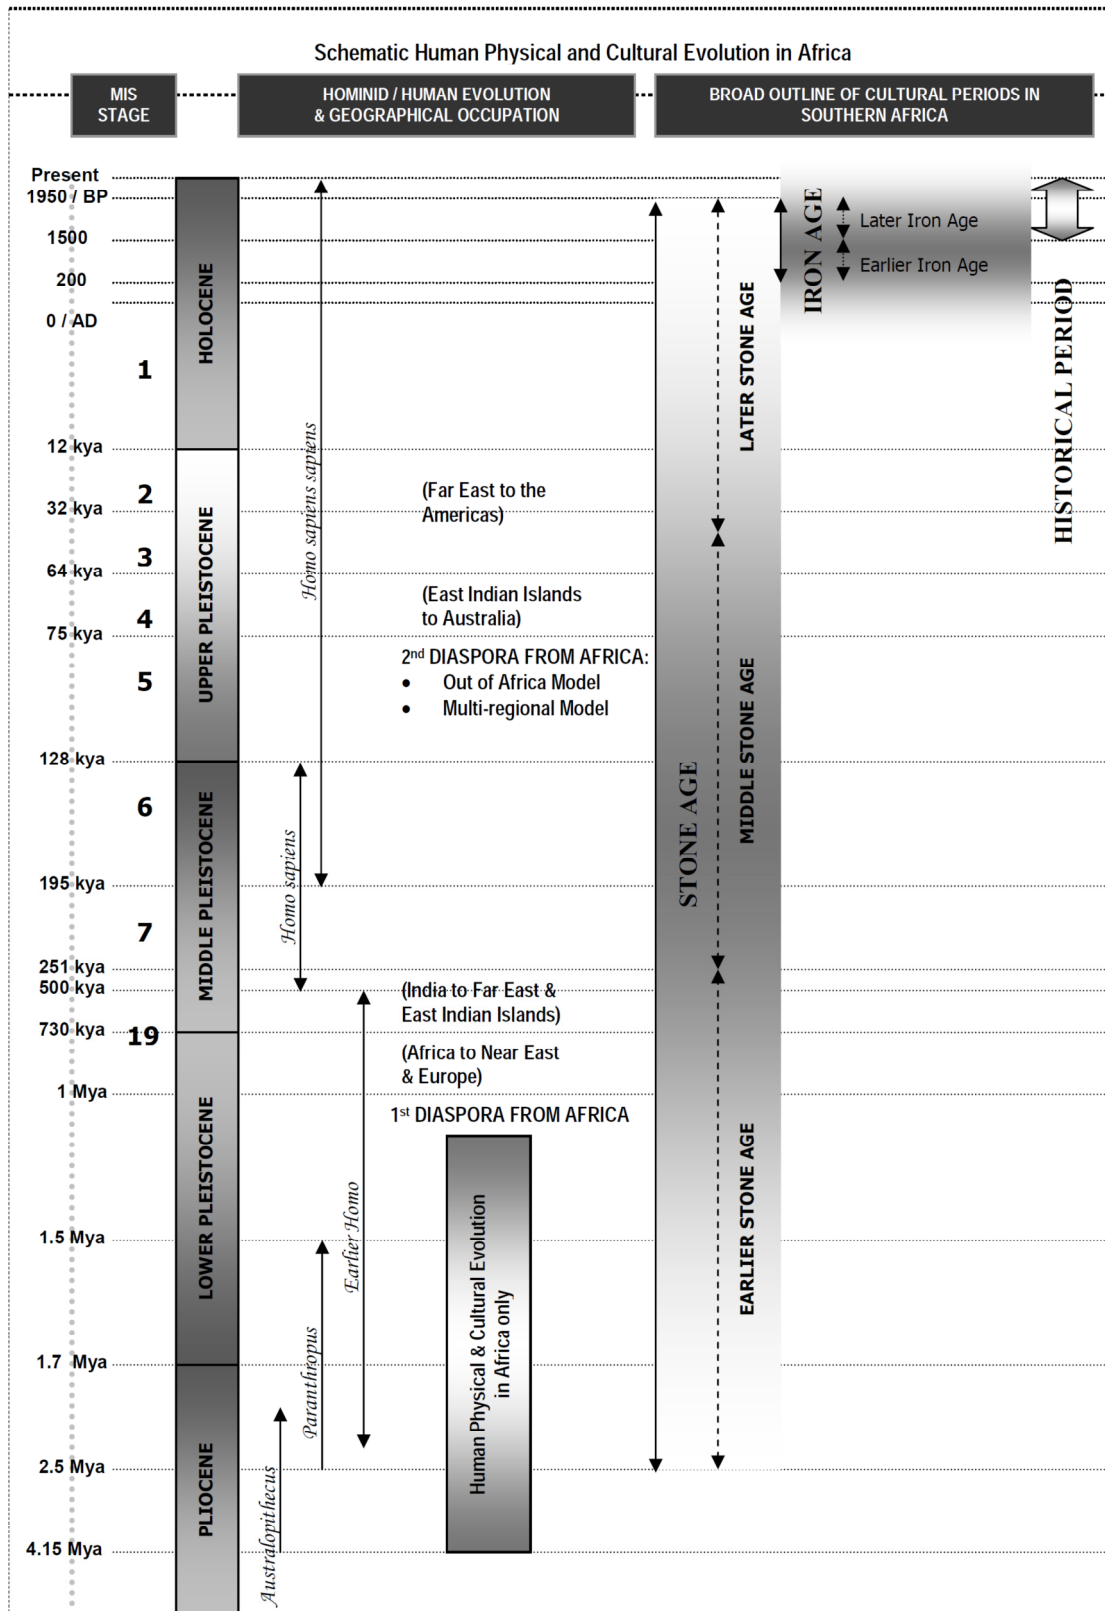 Schematic Human Physical and Cultural Evolution in Africa
MIS
STAGE
HOMINID / HUMAN EVOLUTION
& GEOGRAPHICAL OCCUPATION
BROAD OUTLINE OF CULTURAL PERIODS IN
SOUTHERN AFRICA
Present
1950 / BP
1500
200
0 / AD
12 kya
32 kya
64 kya
75 kya
128 kya
195 kya
251 kya
500 kya
730 kya
1 Mya
1.5 Mya
1.7 Mya
2.5 Mya
4.15 Mya
1
2
3
4
5
6
7
19
HOLOCENE
UPPER PLEISTOCENE
MIDDLE PLEISTOCENE
LOWER PLEISTOCENE
PLIOCENE
Homo sapiens sapiens
Homo sapiens
Earlier Homo
Paranthropus
Australopithecus
(Far East to the
Americas)
(East Indian Islands
to Australia)
2nd DIASPORA FROM AFRICA:
• Out of Africa Model
• Multi-regional Model
(India to Far East &
East Indian Islands)
(Africa to Near East
& Europe)
1st DIASPORA FROM AFRICA
Human Physical & Cultural Evolution
in Africa only
STONE AGE
LATER STONE AGE
MIDDLE STONE AGE
EARLIER STONE AGE
IRON AGE
Later Iron Age
Earlier Iron Age
HISTORICAL PERIOD